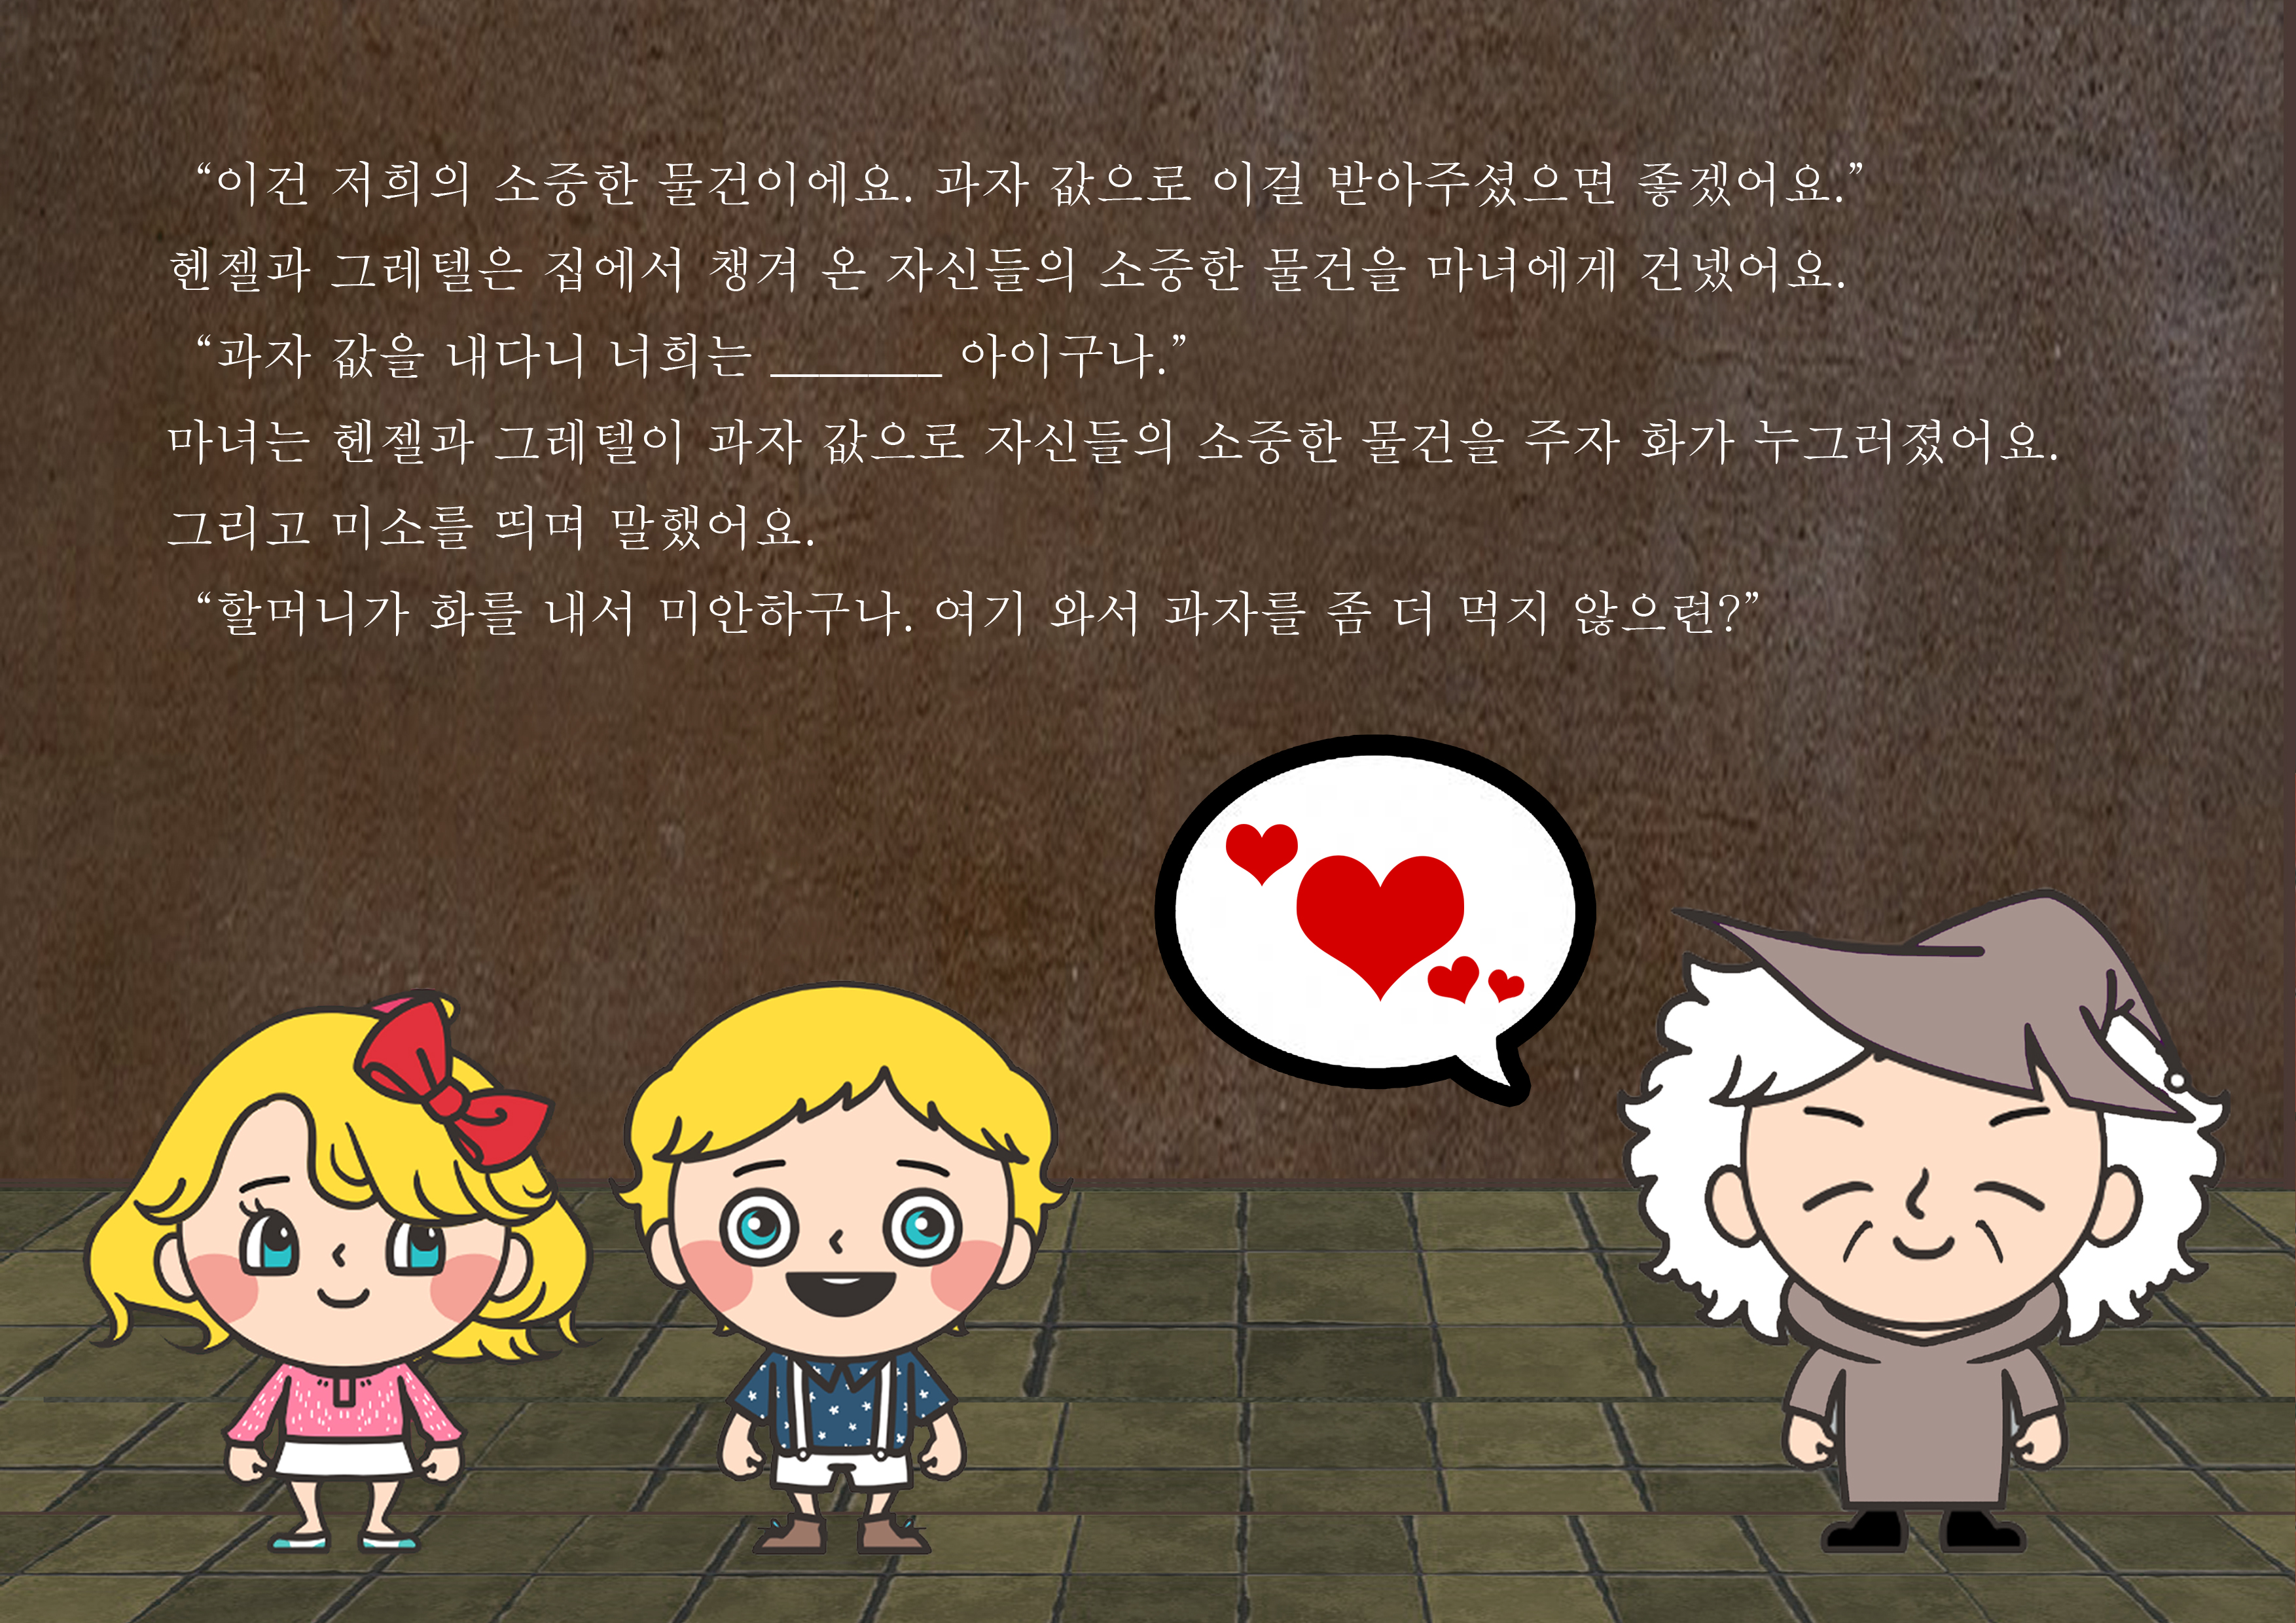 “이건 저희의 소중한 물건이에요. 과자 값으로 이걸 받아주셨으면 좋겠어요.”
헨젤과 그레텔은 집에서 챙겨 온 자신들의 소중한 물건을 마녀에게 건넸어요.
“과자 값을 내다니 너희는 _______ 아이구나.”
마녀는 헨젤과 그레텔이 과자 값으로 자신들의 소중한 물건을 주자 화가 누그러졌어요.
그리고 미소를 띄며 말했어요.
“할머니가 화를 내서 미안하구나. 여기 와서 과자를 좀 더 먹지 않으련?”